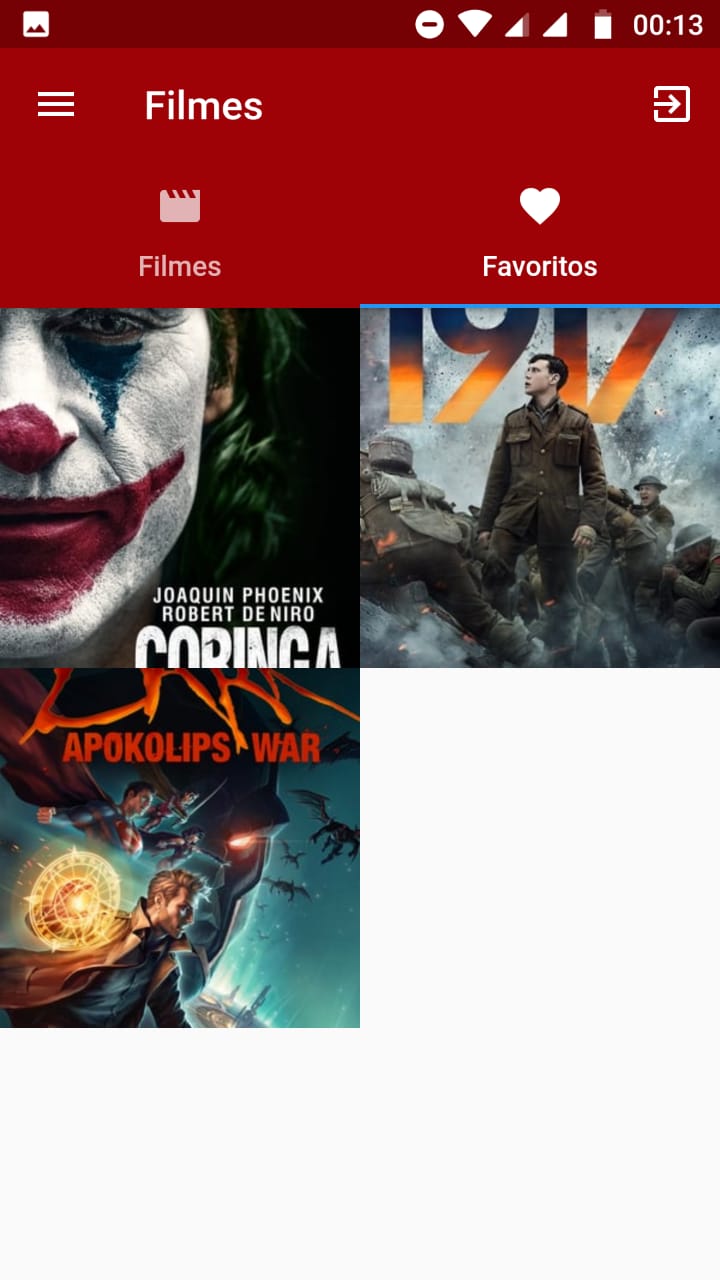 00:13
Filmes
Filmes
Favoritos
1917
JOAQUIN PHOENIX
ROBERT DE NIRO
CORINGA
APOKOLIPS WAR